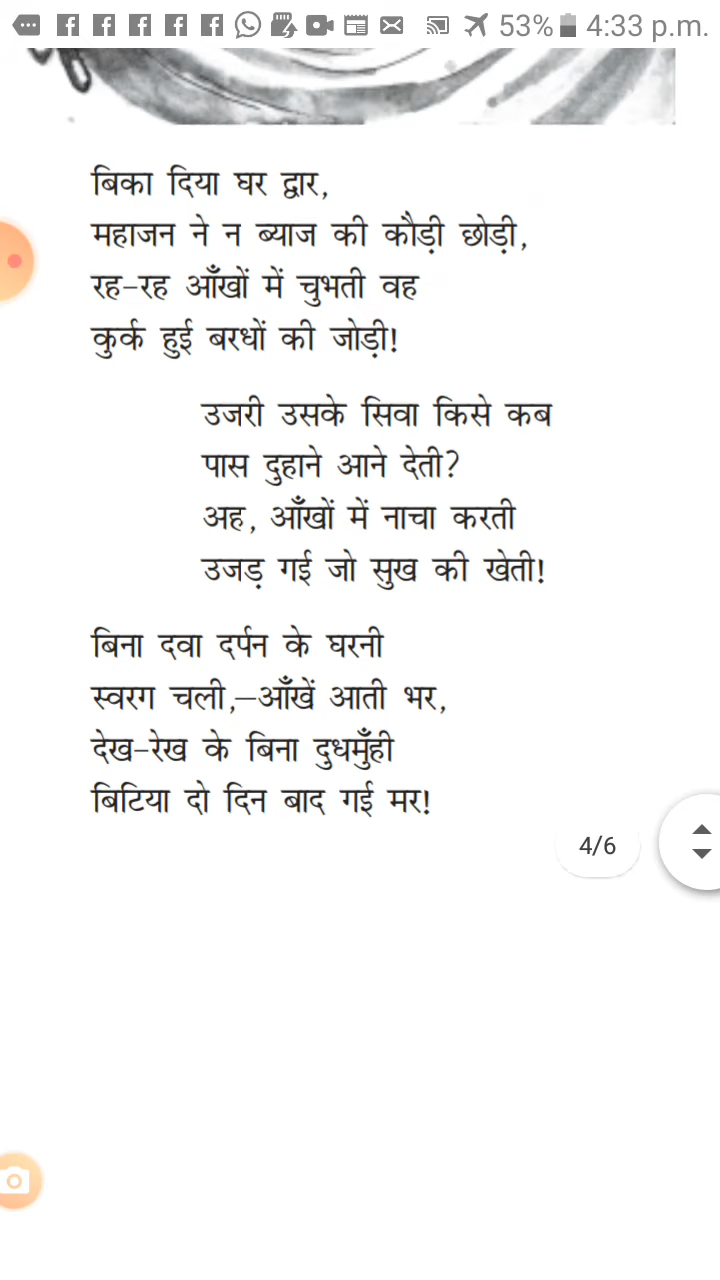 53% 4:33 p.m.
बिका दिया घर द्वार,
महाजन ने न ब्याज की कौड़ी छोड़ी,
रह-रह आँखों में चुभती वह
कुर्क हुई बरधों की जोड़ी!
उजरी उसके सिवा किसे कब
पास दुहाने आने देती?
अह, आँखों में नाचा करती
उजड़ गई जो सुख की खेती!
बिना दवा दर्पन के घरनी
स्वरग चली,—आँखें आती भर,
देख-रेख के बिना दुधमुँही
बिटिया दो दिन बाद गई मर!
4/6